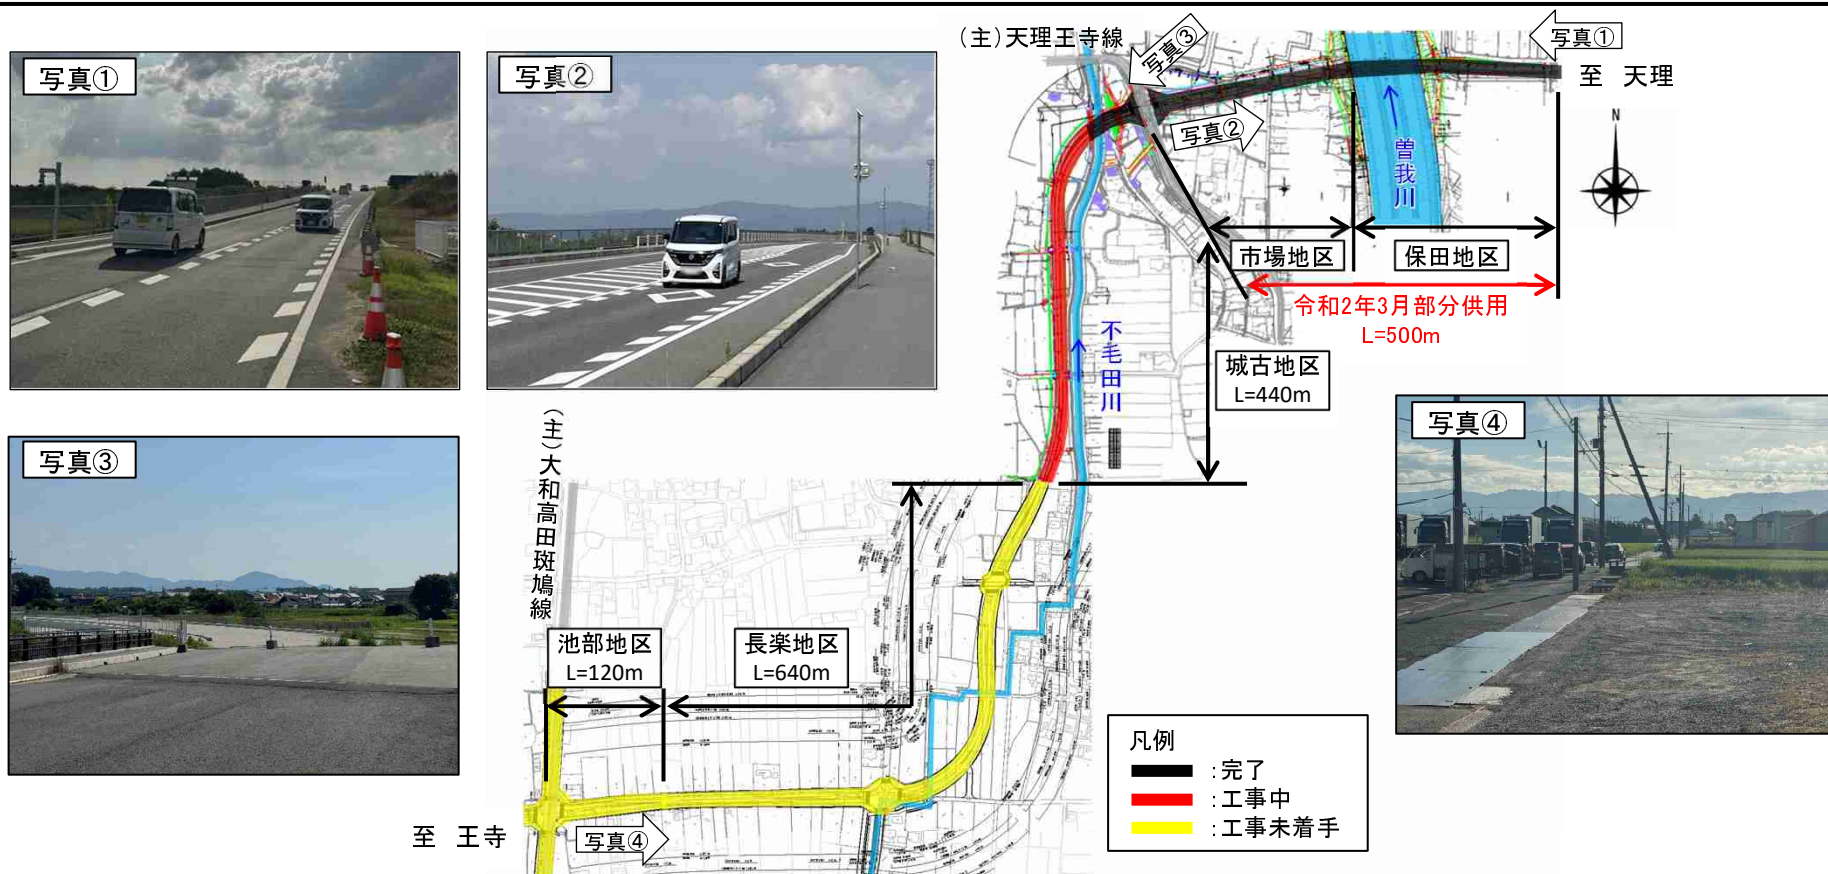 写真①
写真②
(主)天理王寺線
写真③
写真①
至 天理
写真②
N
曽我川
市場地区
保田地区
令和2年3月部分供用
L=500m
不毛田川
城古地区
L=440m
写真③
(主)大和高田斑鳩線
写真④
池部地区
L=120m
長楽地区
L=640m
至 王寺
写真④
凡例
:完了
:工事中
:工事未着手